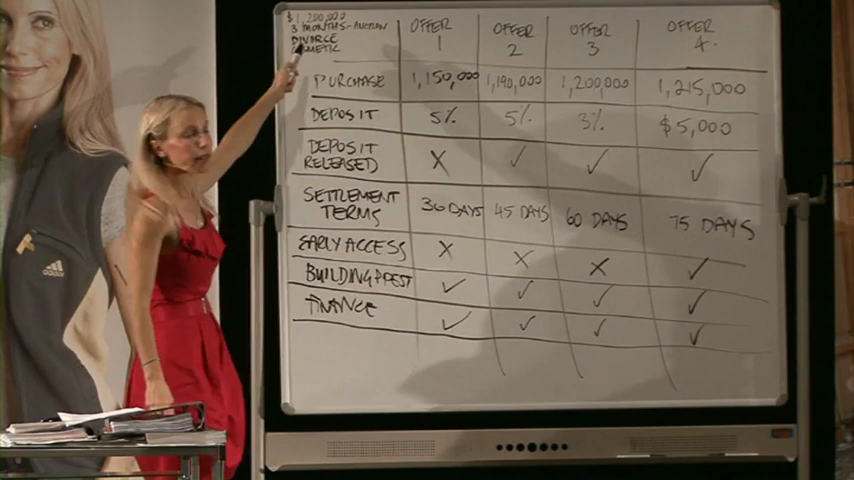 $1,200,000
3 MONTHS - AUCTION
DIVORCE
COSMETIC
OFFER 1
OFFER 2
OFFER 3
OFFER 4.
PURCHASE 1,150,000 1,190,000 1,200,000 1,215,000
DEPOSIT 5% 5% 3% $5,000
DEPOSIT RELEASED X ✓ ✓ ✓
SETTLEMENT TERMS 30 DAYS 45 DAYS 60 DAYS 75 DAYS
EARLY ACCESS X X X ✓
BUILDING & PEST ✓ ✓ ✓ ✓
FINANCE ✓ ✓ ✓ ✓
adidas